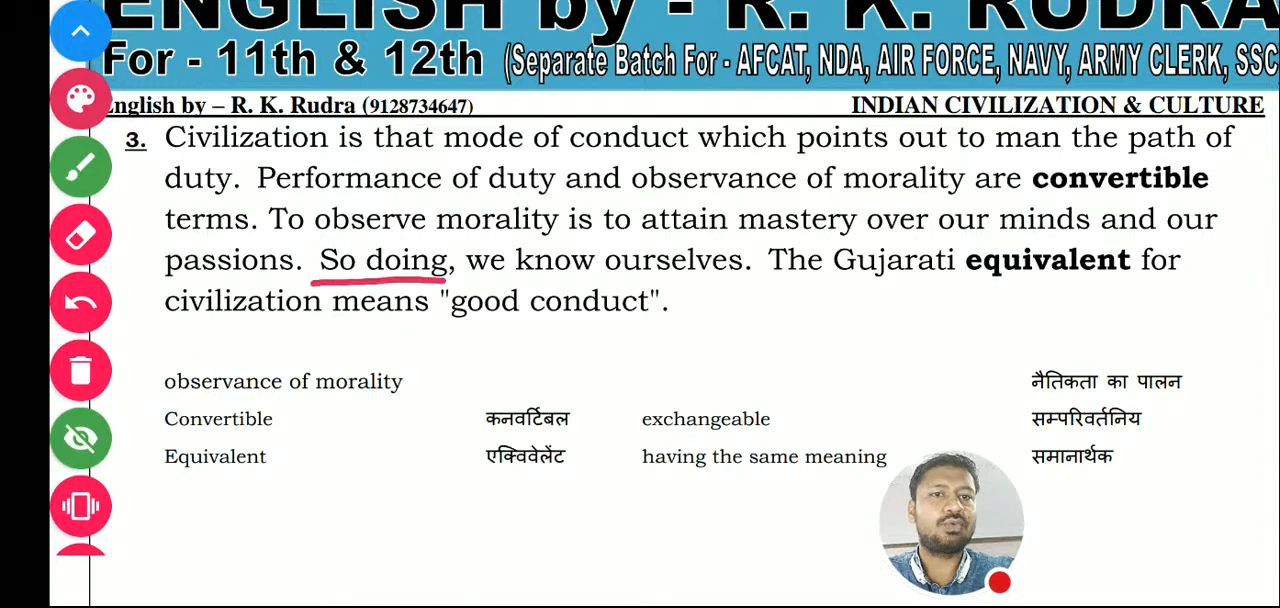 ENGLISH by - R. K. RUDRA
For - 11th & 12th (Separate Batch For - AFCAT, NDA, AIR FORCE, NAVY, ARMY CLERK, SSC
English by – R. K. Rudra (9128734647) INDIAN CIVILIZATION & CULTURE
3. Civilization is that mode of conduct which points out to man the path of
duty. Performance of duty and observance of morality are convertible
terms. To observe morality is to attain mastery over our minds and our
passions. So doing, we know ourselves. The Gujarati equivalent for
civilization means "good conduct".
observance of morality नैतिकता का पालन
Convertible कनवर्टिबल exchangeable सम्परिवर्तनिय
Equivalent एक्विवेलेंट having the same meaning समानार्थक